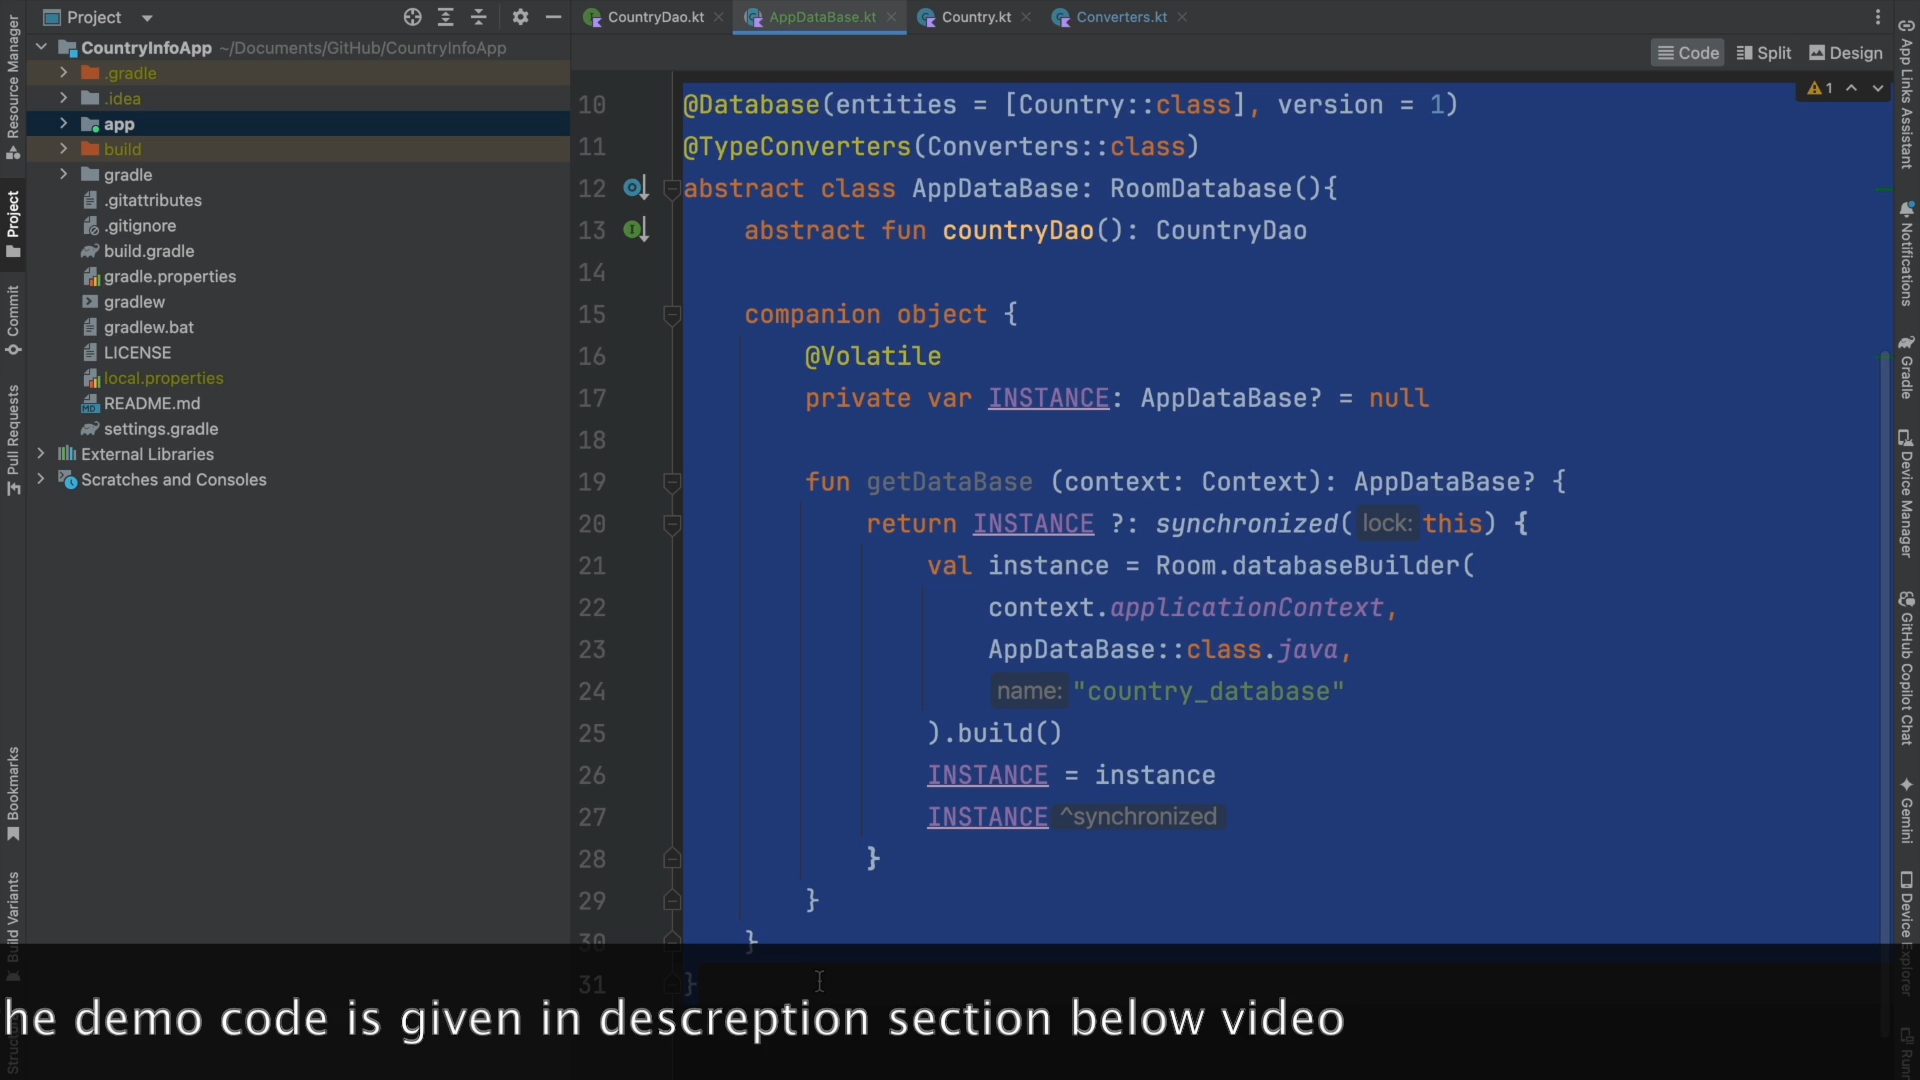 Project
CountryInfoApp ~/Documents/GitHub/CountryInfoApp
.gradle
.idea
app
build
gradle
.gitattributes
.gitignore
build.gradle
gradle.properties
gradlew
gradlew.bat
LICENSE
local.properties
README.md
settings.gradle
External Libraries
Scratches and Consoles
Resource Manager
Project
Commit
Pull Requests
Bookmarks
Build Variants
CountryDao.kt
AppDataBase.kt
Country.kt
Converters.kt
Code
Split
Design
1
10 @Database(entities = [Country::class], version = 1)
11 @TypeConverters(Converters::class)
12 abstract class AppDataBase: RoomDatabase(){
13 abstract fun countryDao(): CountryDao
14
15 companion object {
16 @Volatile
17 private var INSTANCE: AppDataBase? = null
18
19 fun getDataBase (context: Context): AppDataBase? {
20 return INSTANCE ?: synchronized( lock: this) {
21 val instance = Room.databaseBuilder(
22 context.applicationContext,
23 AppDataBase::class.java,
24 name: "country_database"
25 ).build()
26 INSTANCE = instance
27 INSTANCE ^synchronized
28 }
29 }
30 }
31 }
App Links Assistant
Notifications
Gradle
Device Manager
GitHub Copilot Chat
Gemini
Device Explorer
he demo code is given in descreption section below video